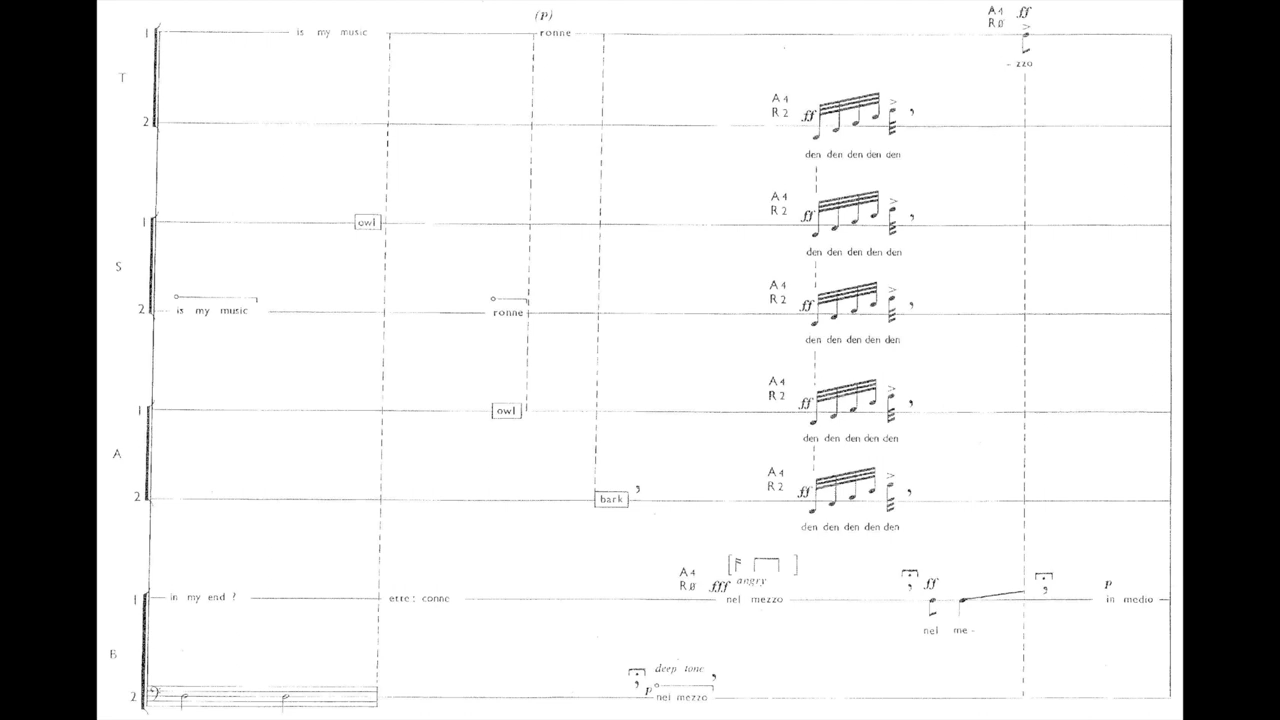 (p)
A4 ff
RØ
1 is my music ronne
- zzo
T
A4
R2 ff
2
den den den den den
A4
R2 ff
1 owl
den den den den den
S
A4
R2 ff
2 is my music ronne
den den den den den
A4
R2 ff
1 owl
den den den den den
A
A4
R2 ff
2 bark
den den den den den
A4
RØ fff angry ff p
1 in my end ? ette: conne nel mezzo in medio
nel me -
B
deep tone
p
2 nel mezzo